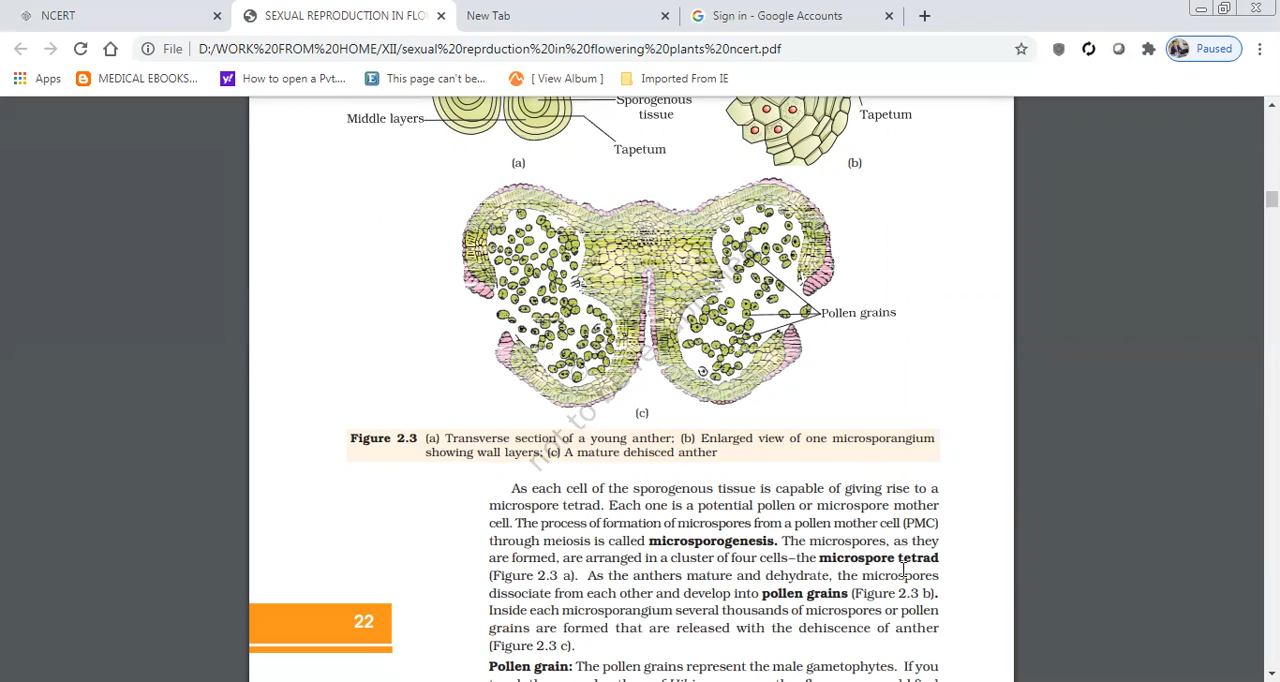 NCERT
SEXUAL REPRODUCTION IN FLO
New Tab
Sign in - Google Accounts
File
D:/WORK%20FROM%20HOME/XII/sexual%20reprduction%20in%20flowering%20plants%20ncert.pdf
Paused
Apps
MEDICAL EBOOKS...
How to open a Pvt....
This page can't be...
[ View Album ]
Imported From IE
Sporogenous
tissue
Middle layers
Tapetum
Tapetum
(a)
(b)
Pollen grains
(c)
not to be
Figure 2.3 (a) Transverse section of a young anther; (b) Enlarged view of one microsporangium
showing wall layers; (c) A mature dehisced anther
As each cell of the sporogenous tissue is capable of giving rise to a
microspore tetrad. Each one is a potential pollen or microspore mother
cell. The process of formation of microspores from a pollen mother cell (PMC)
through meiosis is called microsporogenesis. The microspores, as they
are formed, are arranged in a cluster of four cells–the microspore tetrad
(Figure 2.3 a). As the anthers mature and dehydrate, the microspores
dissociate from each other and develop into pollen grains (Figure 2.3 b).
Inside each microsporangium several thousands of microspores or pollen
grains are formed that are released with the dehiscence of anther
(Figure 2.3 c).
22
Pollen grain: The pollen grains represent the male gametophytes. If you